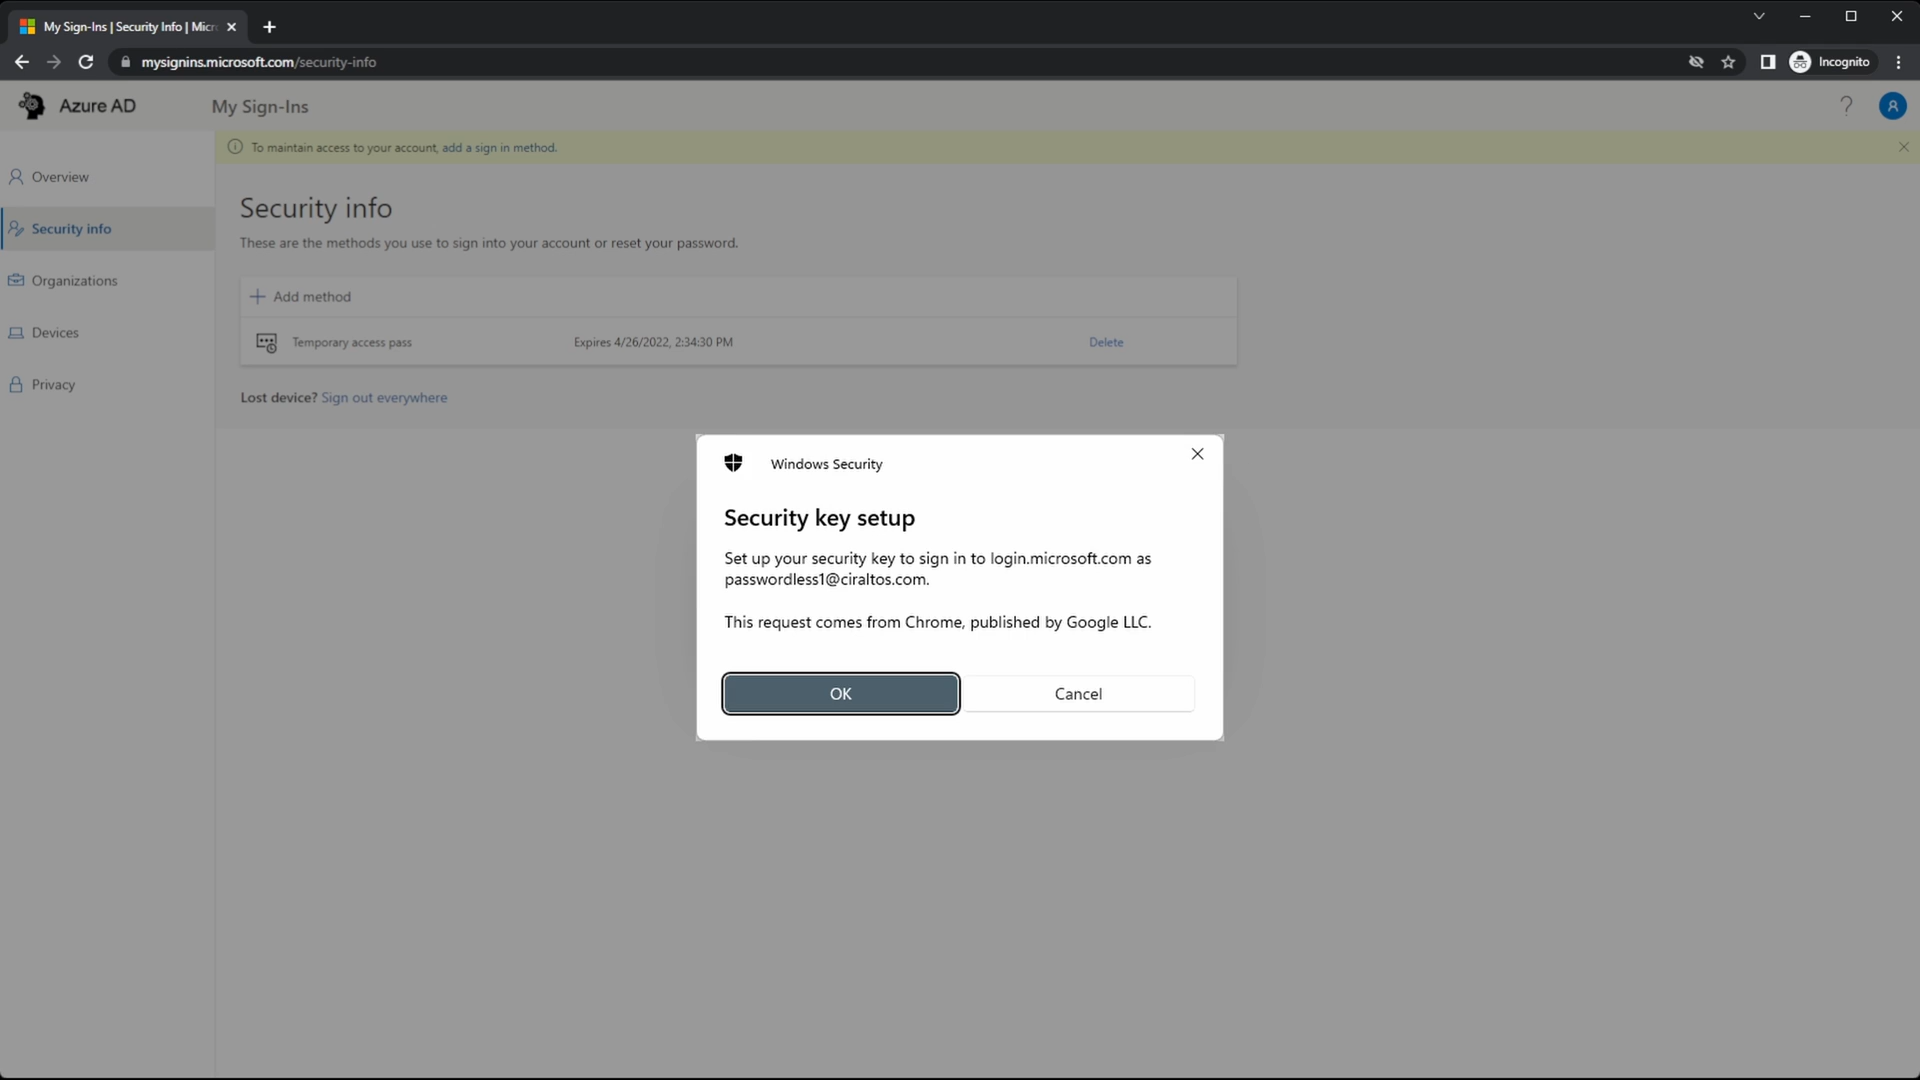 My Sign-Ins | Security Info | Micr
mysignins.microsoft.com/security-info
Incognito
Azure AD
My Sign-Ins
?
To maintain access to your account, add a sign in method.
Overview
Security info
Organizations
Devices
Privacy
Security info
These are the methods you use to sign into your account or reset your password.
Add method
Temporary access pass
Expires 4/26/2022, 2:34:30 PM
Delete
Lost device? Sign out everywhere
Windows Security
Security key setup
Set up your security key to sign in to login.microsoft.com as
passwordless1@ciraltos.com.
This request comes from Chrome, published by Google LLC.
OK
Cancel